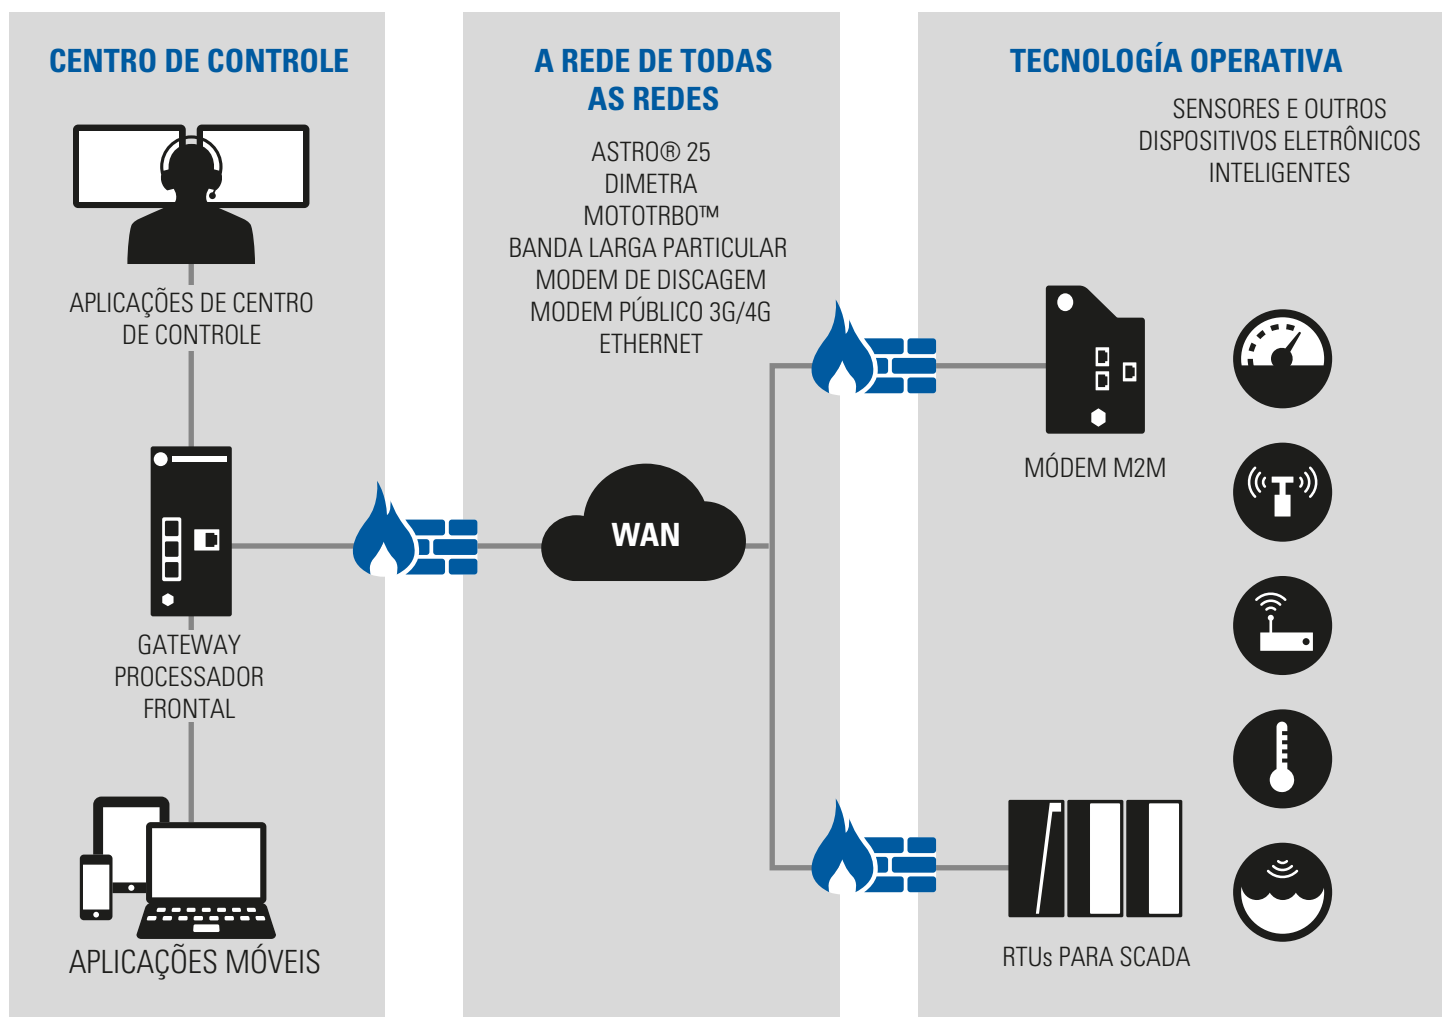 CENTRO DE CONTROLE
APLICAÇÕES DE CENTRO
DE CONTROLE
GATEWAY
PROCESSADOR
FRONTAL
APLICAÇÕES MÓVEIS
A REDE DE TODAS
AS REDES
ASTRO® 25
DIMETRA
MOTOTRBO™
BANDA LARGA PARTICULAR
MODEM DE DISCAGEM
MODEM PÚBLICO 3G/4G
ETHERNET
WAN
TECNOLOGÍA OPERATIVA
SENSORES E OUTROS
DISPOSITIVOS ELETRÔNICOS
INTELIGENTES
MÓDEM M2M
RTUs PARA SCADA